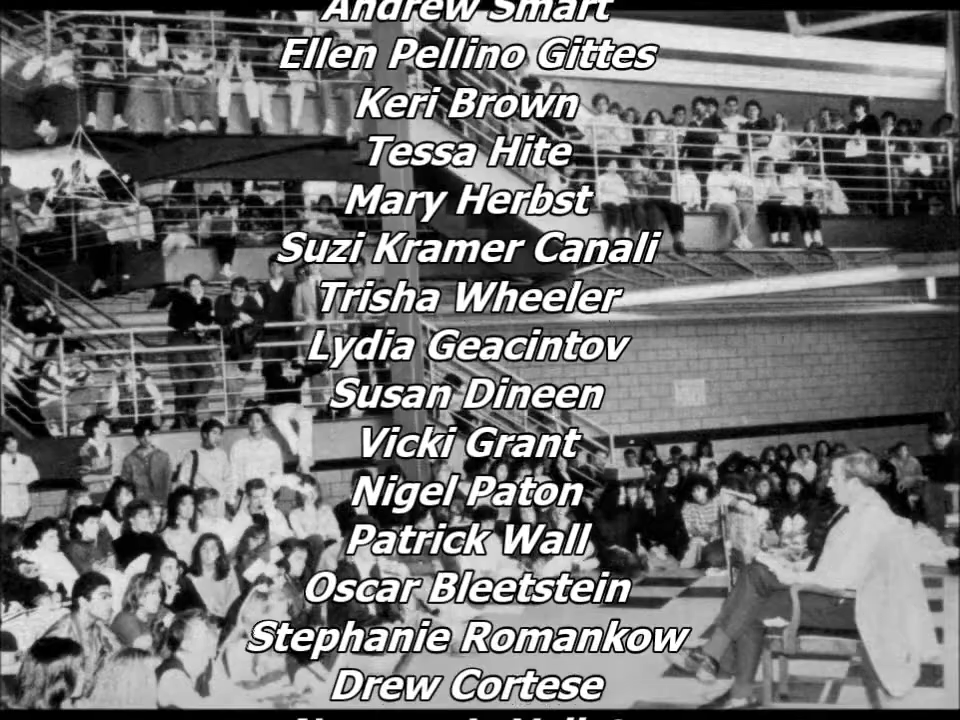 Andrew Smart
Ellen Pellino Gittes
Keri Brown
Tessa Hite
Mary Herbst
Suzi Kramer Canali
Trisha Wheeler
Lydia Geacintov
Susan Dineen
Vicki Grant
Nigel Paton
Patrick Wall
Oscar Bleetstein
Stephanie Romankow
Drew Cortese